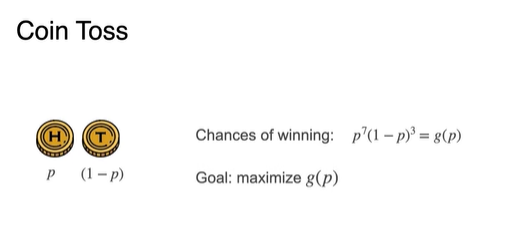 Coin Toss
H T
Chances of winning: p⁷(1 – p)³ = g(p)
p (1 – p)
Goal: maximize g(p)